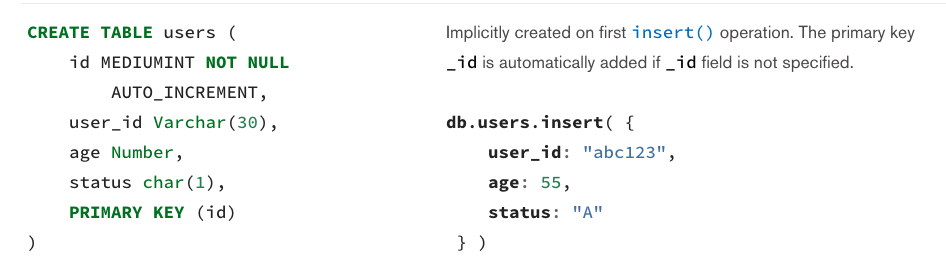 CREATE TABLE users (
    id MEDIUMINT NOT NULL
        AUTO_INCREMENT,
    user_id Varchar(30),
    age Number,
    status char(1),
    PRIMARY KEY (id)
)
Implicitly created on first insert() operation. The primary key
_id is automatically added if _id field is not specified.
db.users.insert( {
    user_id: "abc123",
    age: 55,
    status: "A"
 } )